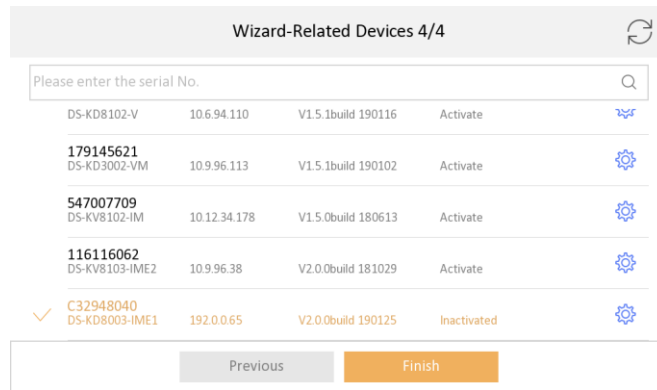 Wizard-Related Devices 4/4
Please enter the serial No.
DS-KD8102-V 10.6.94.110 V1.5.1build 190116 Activate
179145621
DS-KD3002-VM 10.9.96.113 V1.5.1build 190102 Activate
547007709
DS-KV8102-IM 10.12.34.178 V1.5.0build 180613 Activate
116116062
DS-KV8103-IME2 10.9.96.38 V2.0.0build 181029 Activate
C32948040
DS-KD8003-IME1 192.0.0.65 V2.0.0build 190125 Inactivated
Previous Finish